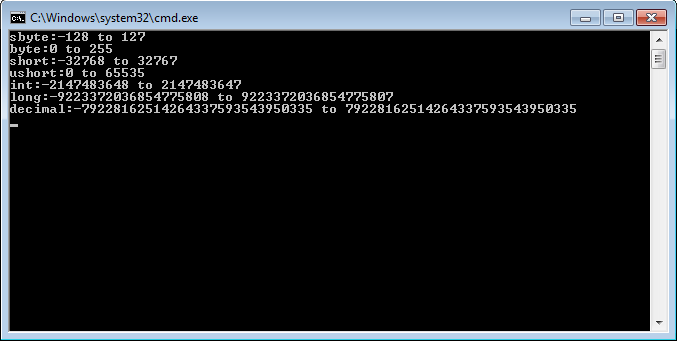 C:\Windows\system32\cmd.exe
sbyte:-128 to 127
byte:0 to 255
short:-32768 to 32767
ushort:0 to 65535
int:-2147483648 to 2147483647
long:-9223372036854775808 to 9223372036854775807
decimal:-79228162514264337593543950335 to 79228162514264337593543950335